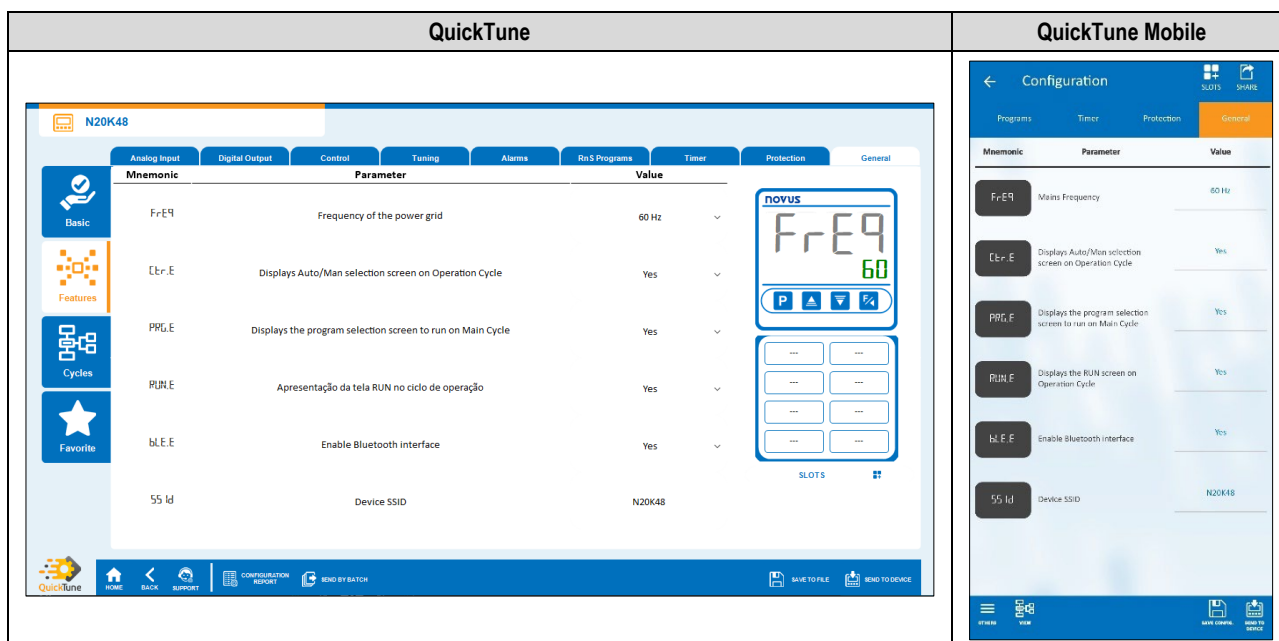 QuickTune QuickTune Mobile
N20K48
Analog Input Digital Output Control Tuning Alarms RnS Programs Timer Protection General
Mnemonic Parameter Value
Basic
Features
Cycles
Favorite
FrEq Frequency of the power grid 60 Hz
Ctr.E Displays Auto/Man selection screen on Operation Cycle Yes
PRG.E Displays the program selection screen to run on Main Cycle Yes
RUN.E Apresentação da tela RUN no ciclo de operação Yes
bLE.E Enable Bluetooth interface Yes
SS Id Device SSID N20K48
novus
FrEq
60
P F/
--- ---
--- ---
--- ---
--- ---
SLOTS
QuickTune
HOME BACK SUPPORT CONFIGURATION REPORT SEND BY BATCH SAVE TO FILE SEND TO DEVICE
Configuration
SLOTS SHARE
Programs Timer Protection General
Mnemonic Parameter Value
FrEq Mains Frequency 60 Hz
Ctr.E Displays Auto/Man selection
screen on Operation Cycle Yes
PRG.E Displays the program selection
screen to run on Main Cycle Yes
RUN.E Displays the RUN screen on
Operation Cycle Yes
bLE.E Enable Bluetooth interface Yes
SS Id Device SSID N20K48
OTHERS VIEW SAVE CONFIG. SEND TO
DEVICE